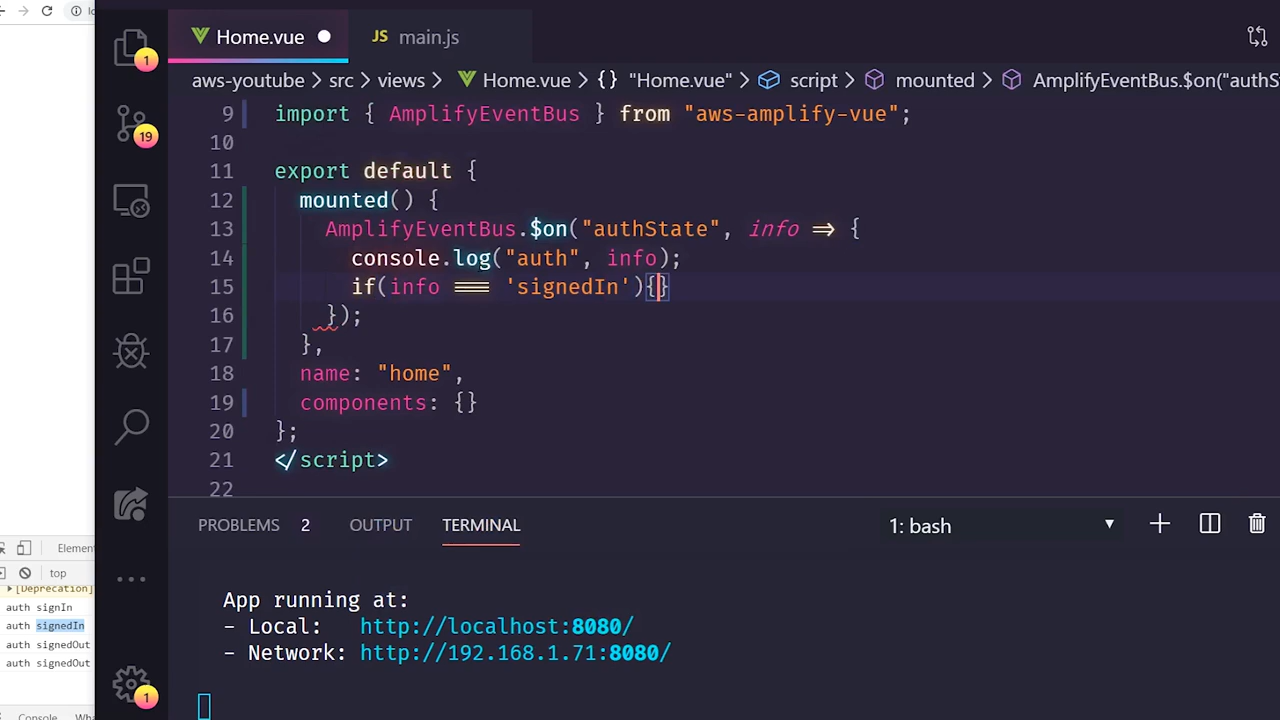 Home.vue
JS main.js
aws-youtube > src > views > Home.vue > {} "Home.vue" > script > mounted > AmplifyEventBus.$on("authS
9 import { AmplifyEventBus } from "aws-amplify-vue";
10
11 export default {
12 mounted() {
13 AmplifyEventBus.$on("authState", info => {
14 console.log("auth", info);
15 if(info === 'signedIn'){}
16 });
17 },
18 name: "home",
19 components: {}
20 };
21 </script>
22
1
19
1
PROBLEMS 2 OUTPUT TERMINAL 1: bash
App running at:
- Local: http://localhost:8080/
- Network: http://192.168.1.71:8080/
Elemen
top
[Deprecation]
auth signIn
auth signedIn
auth signedOut
auth signedOut
Console